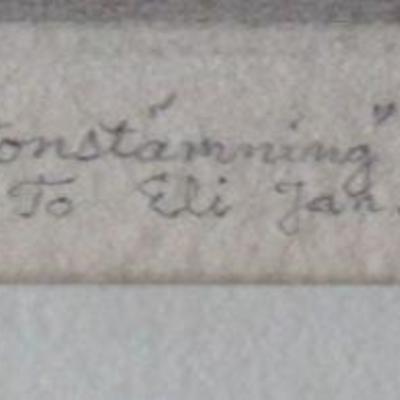 onstämning"
To Eli Jan.